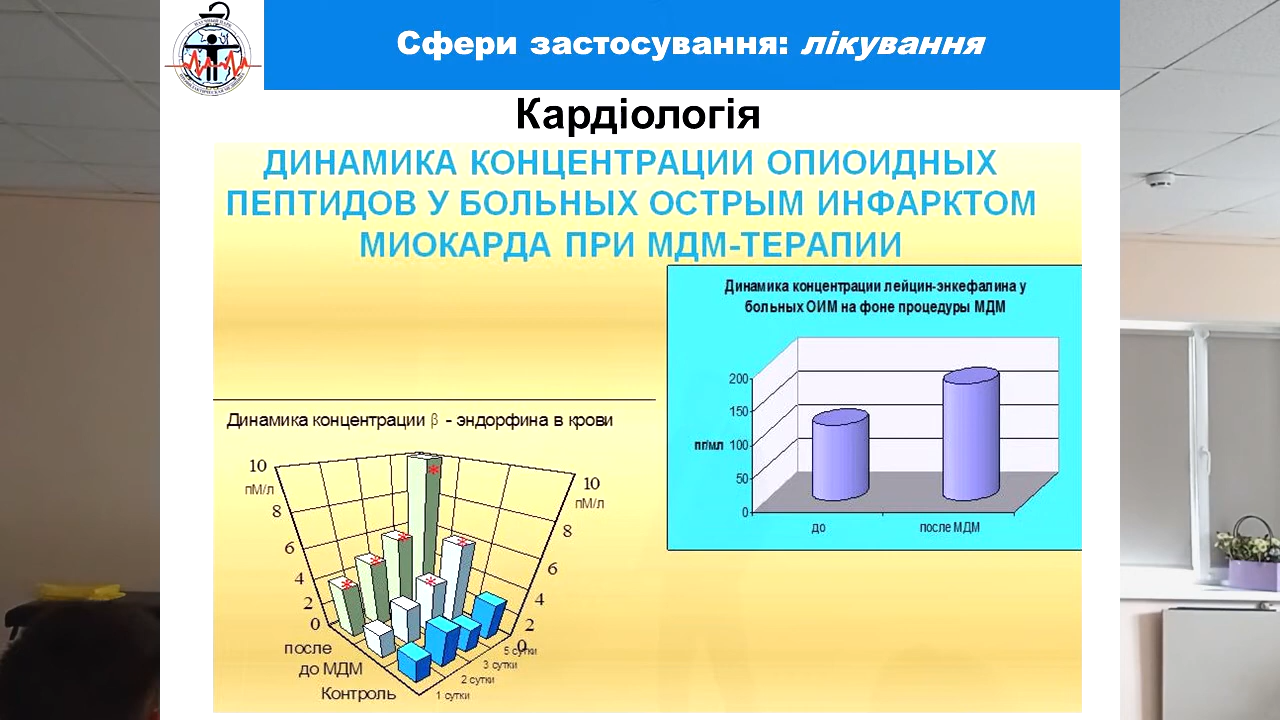 Сфери застосування: лікування
Кардіологія
ДИНАМИКА КОНЦЕНТРАЦИИ ОПИОИДНЫХ
ПЕПТИДОВ У БОЛЬНЫХ ОСТРЫМ ИНФАРКТОМ
МИОКАРДА ПРИ МДМ-ТЕРАПИИ
Динамика концентрации лейцин-энкефалина у
больных ОИМ на фоне процедуры МДМ
200
150
пг/мл 100
50
0
до
после МДМ
Динамика концентрации β - эндорфина в крови
10
пМ/л
8
6
4
2
0
10
пМ/л
8
6
4
2
0
после
до МДМ
Контроль
5 сутки
3 сутки
2 сутки
1 сутки